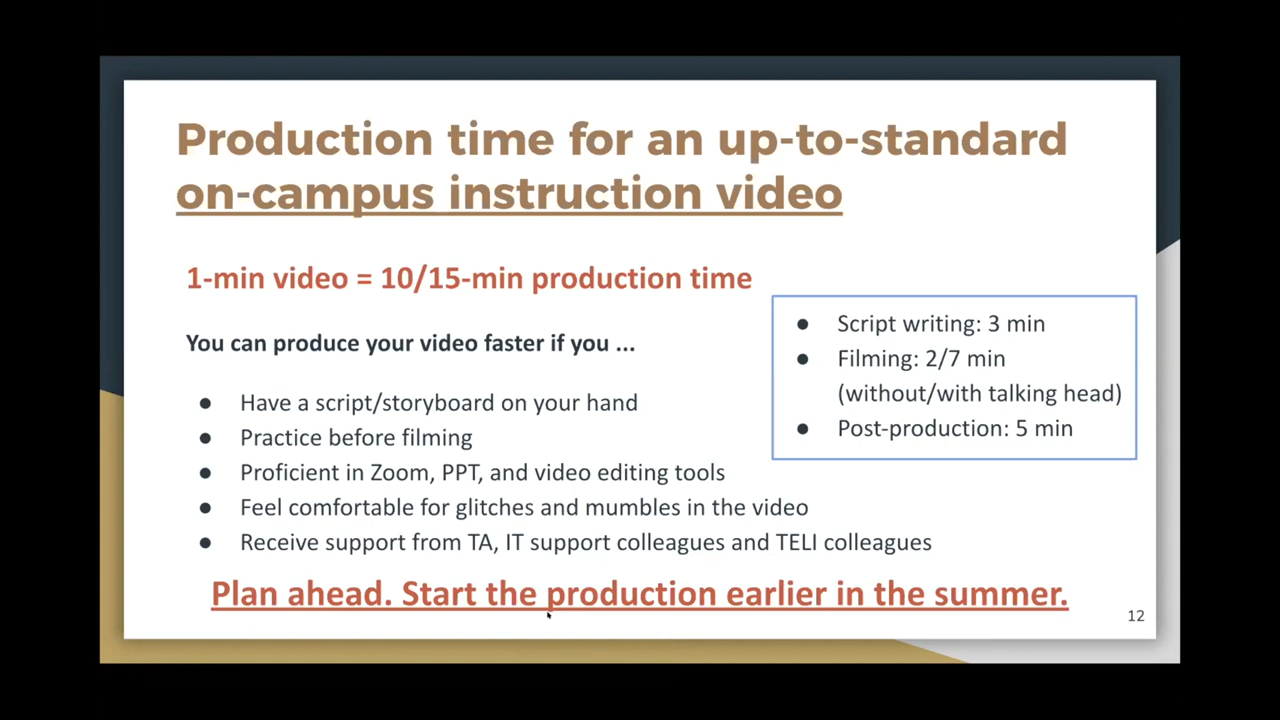 Production time for an up-to-standard
on-campus instruction video
1-min video = 10/15-min production time
You can produce your video faster if you ...
● Have a script/storyboard on your hand
● Practice before filming
● Proficient in Zoom, PPT, and video editing tools
● Feel comfortable for glitches and mumbles in the video
● Receive support from TA, IT support colleagues and TELI colleagues
● Script writing: 3 min
● Filming: 2/7 min
(without/with talking head)
● Post-production: 5 min
Plan ahead. Start the production earlier in the summer.
12